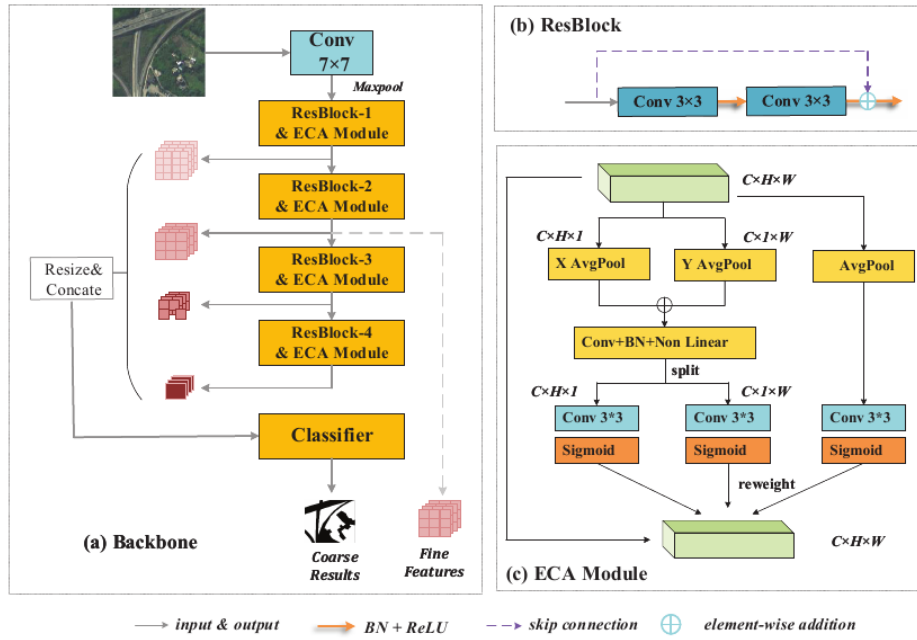 Conv
7×7
Maxpool
ResBlock-1
& ECA Module
ResBlock-2
& ECA Module
ResBlock-3
& ECA Module
ResBlock-4
& ECA Module
Resize&
Concate
Classifier
(a) Backbone
Coarse
Results
Fine
Features
(b) ResBlock
Conv 3×3
Conv 3×3
C×H×W
C×H×1
C×1×W
X AvgPool
Y AvgPool
AvgPool
Conv+BN+Non Linear
split
C×H×1
C×1×W
Conv 3*3
Conv 3*3
Conv 3*3
Sigmoid
Sigmoid
Sigmoid
reweight
C×H×W
(c) ECA Module
input & output
BN + ReLU
skip connection
element-wise addition